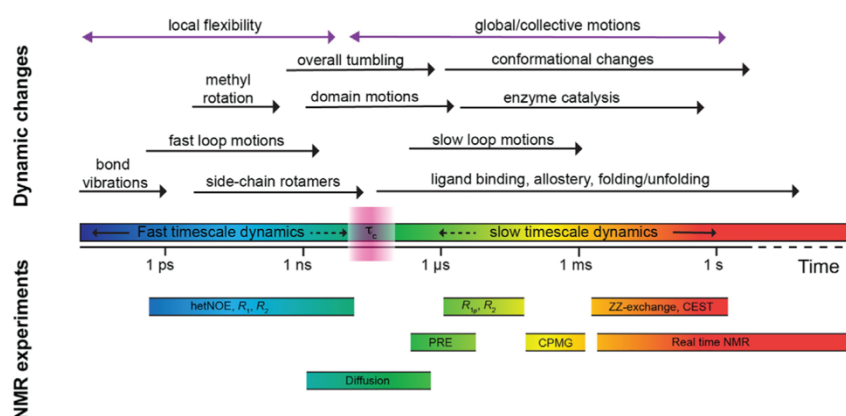 local flexibility
global/collective motions
overall tumbling
conformational changes
methyl
rotation
domain motions
enzyme catalysis
fast loop motions
slow loop motions
bond
vibrations
side-chain rotamers
ligand binding, allostery, folding/unfolding
Dynamic changes
Fast timescale dynamics
τc
slow timescale dynamics
1 ps
1 ns
1 µs
1 ms
1 s
Time
NMR experiments
hetNOE, R1, R2
R1ρ, R2
ZZ-exchange, CEST
PRE
CPMG
Real time NMR
Diffusion